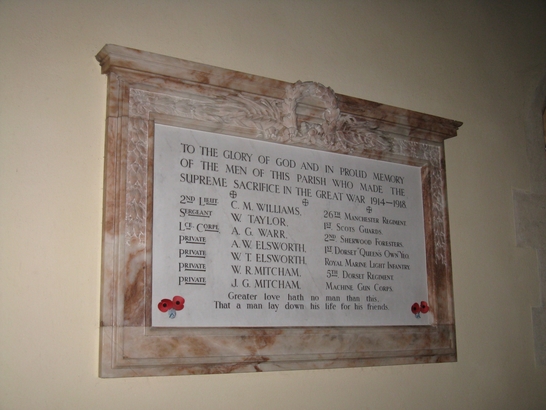 TO THE GLORY OF GOD AND IN PROUD MEMORY
OF THE MEN OF THIS PARISH WHO MADE THE
SUPREME SACRIFICE IN THE GREAT WAR 1914-1918.
2ND LIEUT C. M. WILLIAMS. 26TH MANCHESTER REGIMENT
SERGEANT W. TAYLOR. 1ST SCOTS GUARDS
LCE. CORPL A. G. WARR. 2ND SHERWOOD FORESTERS
PRIVATE A. W. ELSWORTH. 1ST DORSET "QUEEN'S OWN" YEO
PRIVATE W. T. ELSWORTH. ROYAL MARINE LIGHT INFANTRY
PRIVATE W. R. MITCHAM. 5TH DORSET REGIMENT
PRIVATE J. G. MITCHAM. MACHINE GUN CORPS.
Greater love hath no man than this.
That a man lay down his life for his friends.